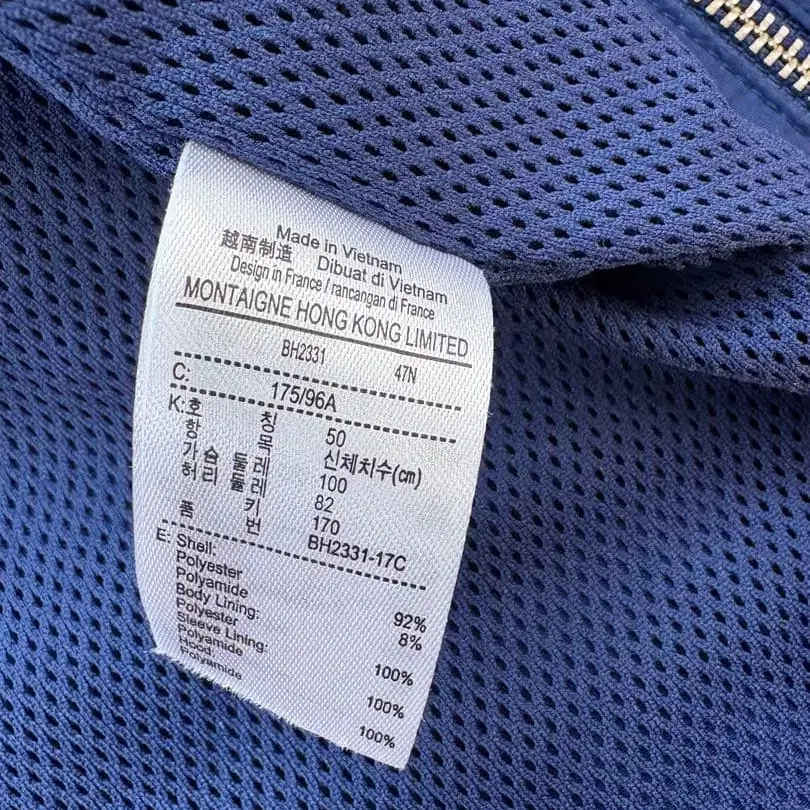 Made in Vietnam
越南制造 Dibuat di Vietnam
Design in France / rancangan di France
MONTAIGNE HONG KONG LIMITED
BH2331 47N
C: 175/96A
K: 호 칭 50
항 목 신체치수(cm)
가슴 둘레 100
허리 둘레 82
키 170
품 번 BH2331-17C
E: Shell:
Polyester 92%
Polyamide 8%
Body Lining:
Polyester 100%
Sleeve Lining:
Polyamide 100%
Hood:
Polyamide 100%